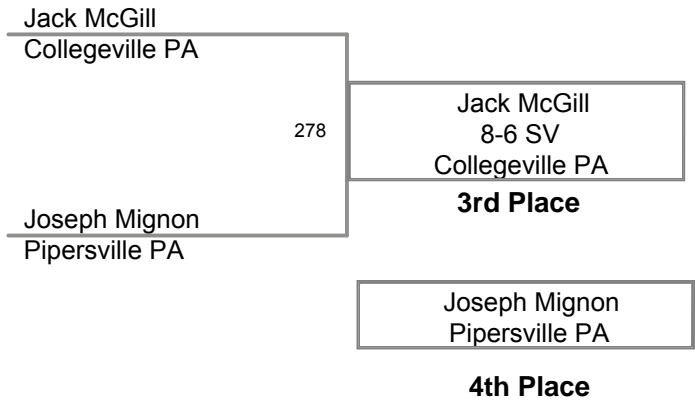 Jack McGill
Collegeville PA
278
Jack McGill
8-6 SV
Collegeville PA
3rd Place
Joseph Mignon
Pipersville PA
Joseph Mignon
Pipersville PA
4th Place